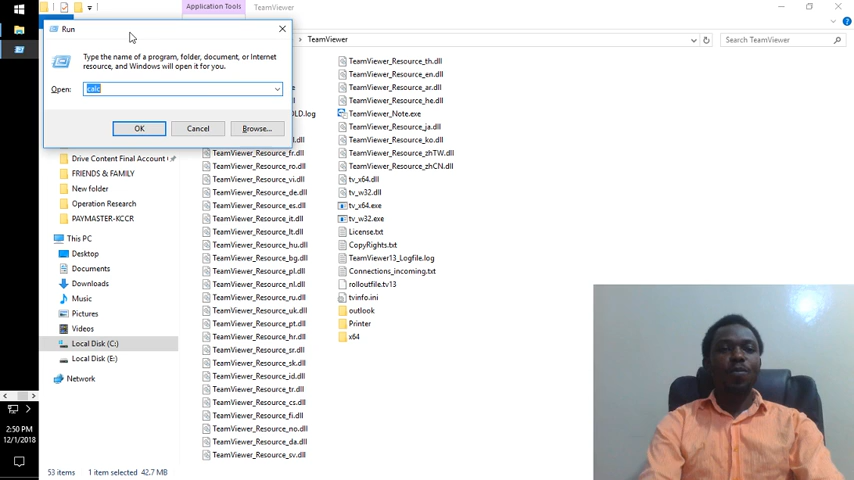 Application Tools
TeamViewer
Run
Type the name of a program, folder, document, or Internet
resource, and Windows will open it for you.
Open:
calc
OK
Cancel
Browse...
TeamViewer
Search TeamViewer
Drive Content Final Account
FRIENDS & FAMILY
New folder
Operation Research
PAYMASTER-KCCR
This PC
Desktop
Documents
Downloads
Music
Pictures
Videos
Local Disk (C:)
Local Disk (E:)
Network
TeamViewer_Resource_fr.dll
TeamViewer_Resource_ro.dll
TeamViewer_Resource_vi.dll
TeamViewer_Resource_de.dll
TeamViewer_Resource_es.dll
TeamViewer_Resource_it.dll
TeamViewer_Resource_lt.dll
TeamViewer_Resource_hu.dll
TeamViewer_Resource_bg.dll
TeamViewer_Resource_pl.dll
TeamViewer_Resource_nl.dll
TeamViewer_Resource_ru.dll
TeamViewer_Resource_uk.dll
TeamViewer_Resource_pt.dll
TeamViewer_Resource_hr.dll
TeamViewer_Resource_sr.dll
TeamViewer_Resource_sk.dll
TeamViewer_Resource_id.dll
TeamViewer_Resource_tr.dll
TeamViewer_Resource_cs.dll
TeamViewer_Resource_fi.dll
TeamViewer_Resource_no.dll
TeamViewer_Resource_da.dll
TeamViewer_Resource_sv.dll
TeamViewer_Resource_th.dll
TeamViewer_Resource_en.dll
TeamViewer_Resource_ar.dll
TeamViewer_Resource_he.dll
TeamViewer_Note.exe
TeamViewer_Resource_ja.dll
TeamViewer_Resource_ko.dll
TeamViewer_Resource_zhTW.dll
TeamViewer_Resource_zhCN.dll
tv_x64.dll
tv_w32.dll
tv_x64.exe
tv_w32.exe
License.txt
CopyRights.txt
TeamViewer13_Logfile.log
Connections_incoming.txt
rolloutfile.tv13
tvinfo.ini
outlook
Printer
x64
2:50 PM
12/1/2018
53 items
1 item selected 42.7 MB